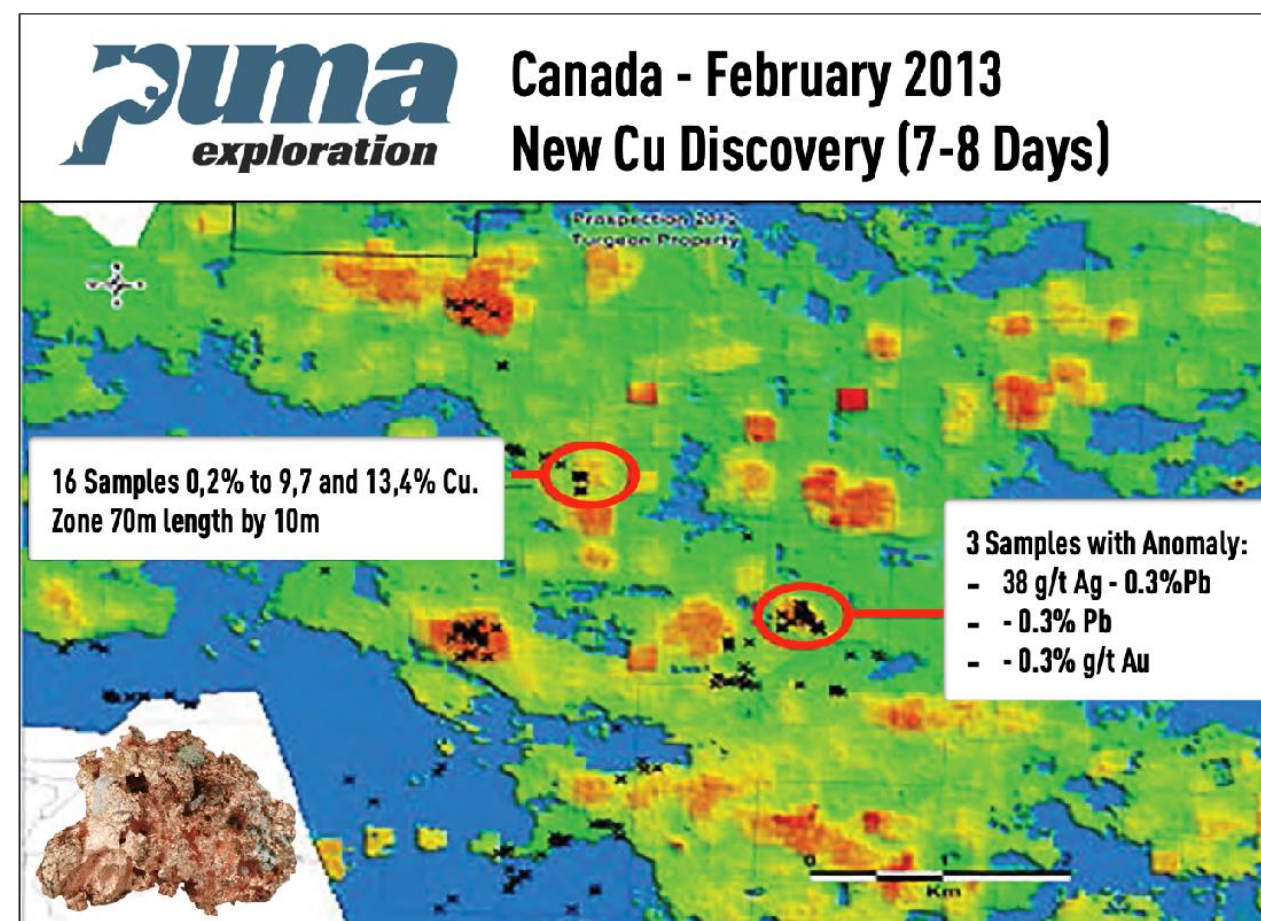 puma
exploration
Canada - February 2013
New Cu Discovery (7-8 Days)
Prospection 2012
Turgeon Property
16 Samples 0,2% to 9,7 and 13,4% Cu.
Zone 70m length by 10m
3 Samples with Anomaly:
- 38 g/t Ag - 0.3%Pb
- - 0.3% Pb
- - 0.3% g/t Au
0 1 2
Km